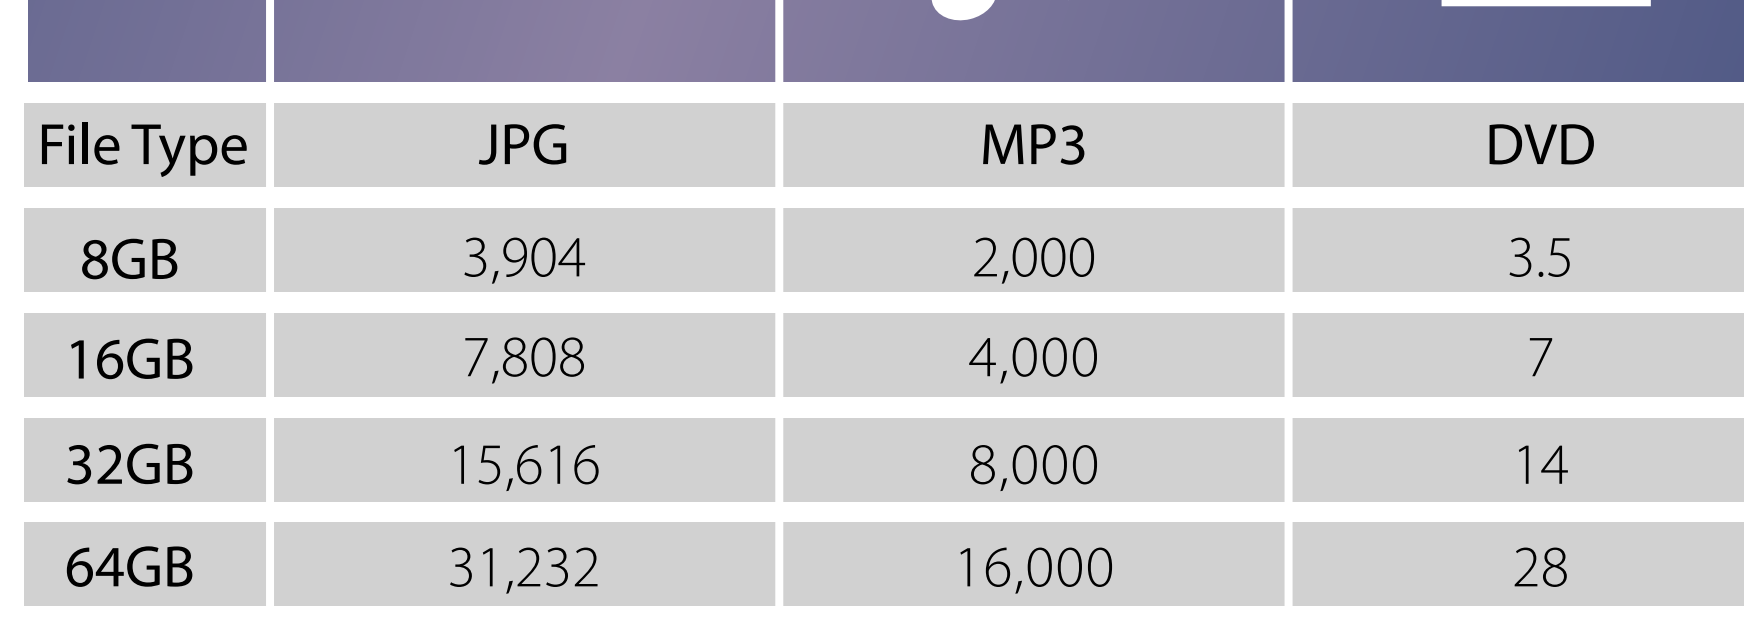 File Type JPG MP3 DVD
8GB 3,904 2,000 3.5
16GB 7,808 4,000 7
32GB 15,616 8,000 14
64GB 31,232 16,000 28